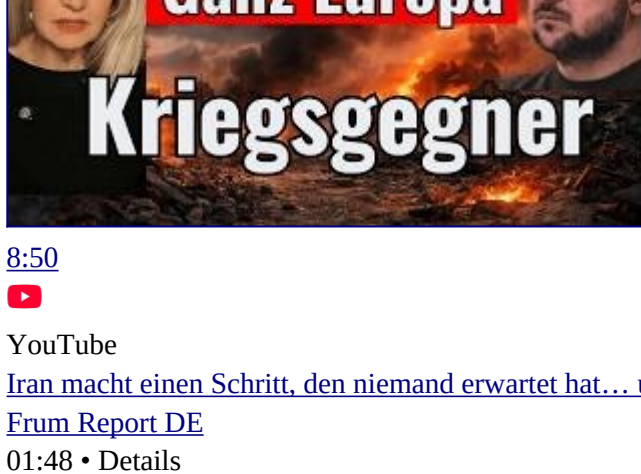 Ganz Europa
Kriegsgegner
8:50
YouTube
Iran macht einen Schritt, den niemand erwartet hat…
Frum Report DE
01:48 • Details